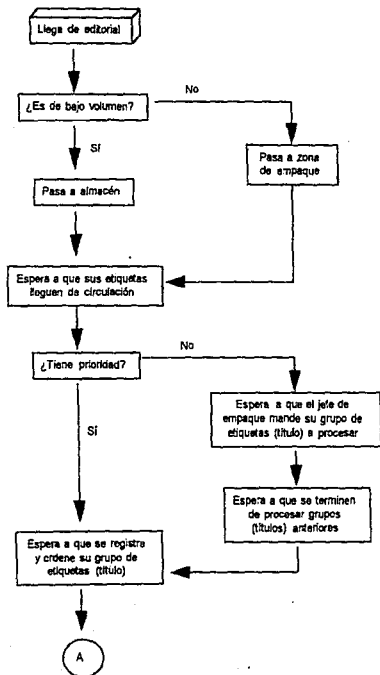 Llega de editorial
¿Es de bajo volumen?
No
Sí
Pasa a zona
de empaque
Pasa a almacén
Espera a que sus etiquetas
lleguen de circulación
¿Tiene prioridad?
No
Sí
Espera a que el jefe de
empaque mande su grupo de
etiquetas (título) a procesar
Espera a que se terminen
de procesar grupos
(títulos) anteriores
Espera a que se registre
y ordene su grupo de
etiquetas (título)
A